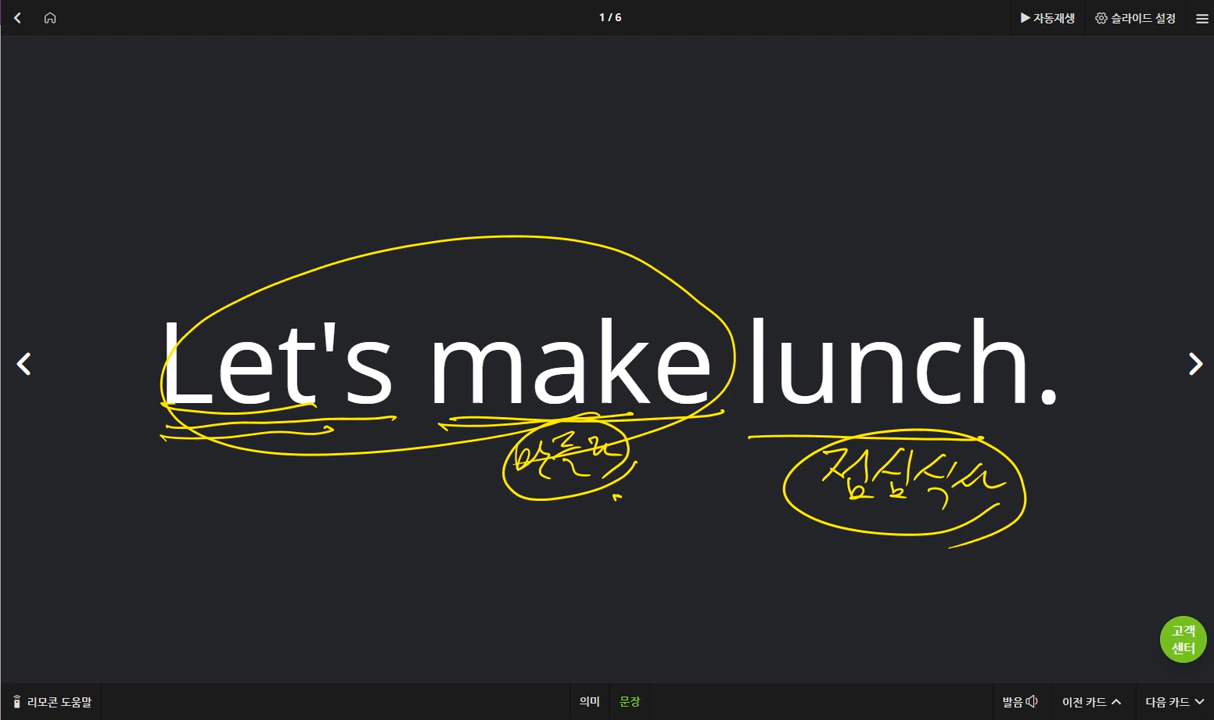 1 / 6
자동재생
슬라이드 설정
Let's make lunch.
만들자
점심식사
고객
센터
리모콘 도움말
의미
문장
발음
이전 카드
다음 카드